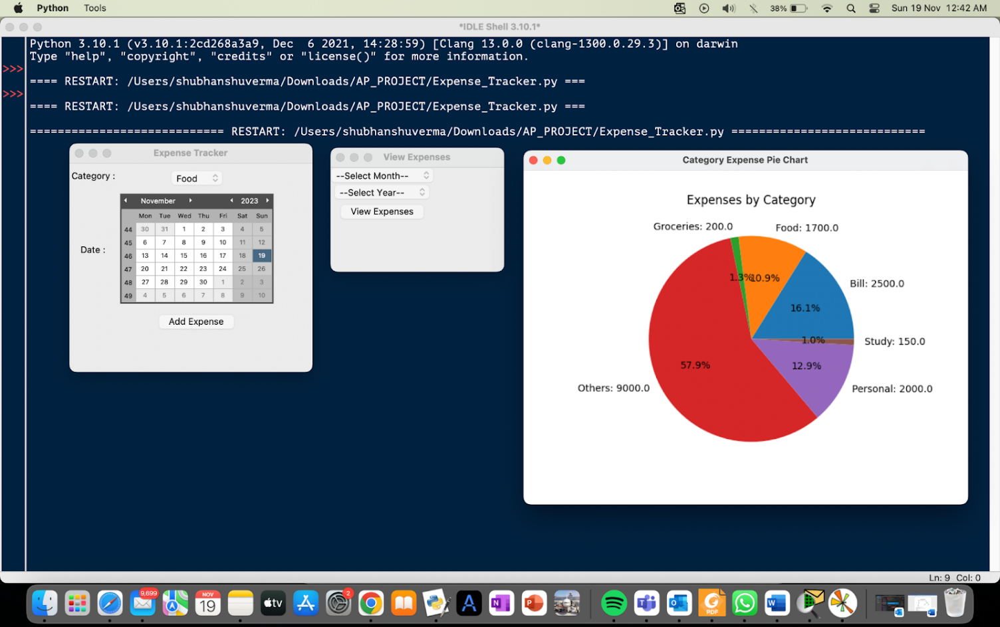 Python Tools 38% Sun 19 Nov 12:42 AM
*IDLE Shell 3.10.1*
Python 3.10.1 (v3.10.1:2cd268a3a9, Dec  6 2021, 14:28:59) [Clang 13.0.0 (clang-1300.0.29.3)] on darwin
Type "help", "copyright", "credits" or "license()" for more information.
>>>
==== RESTART: /Users/shubhanshuverma/Downloads/AP_PROJECT/Expense_Tracker.py ===
>>>
==== RESTART: /Users/shubhanshuverma/Downloads/AP_PROJECT/Expense_Tracker.py ===
============================ RESTART: /Users/shubhanshuverma/Downloads/AP_PROJECT/Expense_Tracker.py ============================
Expense Tracker
Category :
Food
November 2023
Mon Tue Wed Thu Fri Sat Sun
44 30 31 1 2 3 4 5
45 6 7 8 9 10 11 12
Date :
46 13 14 15 16 17 18 19
47 20 21 22 23 24 25 26
48 27 28 29 30 1 2 3
49 4 5 6 7 8 9 10
Add Expense
View Expenses
--Select Month--
--Select Year--
View Expenses
Category Expense Pie Chart
Expenses by Category
Groceries: 200.0
Food: 1700.0
1.3%
10.9%
Bill: 2500.0
16.1%
1.0%
Study: 150.0
57.9%
12.9%
Others: 9000.0
Personal: 2000.0
Ln: 9 Col: 0
9,699
NOV
19
tv
2
A
N
P
T
O
PDF
W